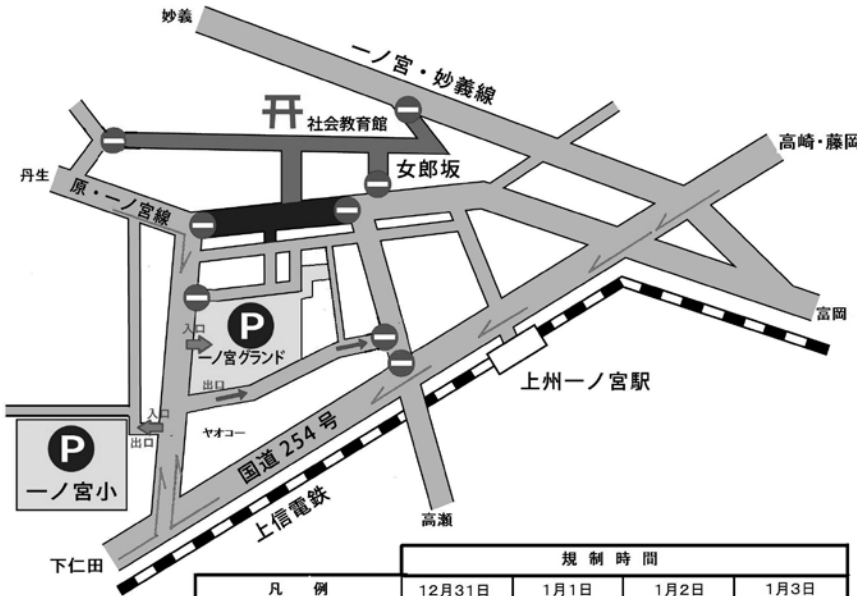 妙義
一ノ宮・妙義線
社会教育館
高崎・藤岡
女郎坂
丹生
原・一ノ宮線
富岡
入口
P
一ノ宮グランド
上州一ノ宮駅
出口
入口
出口
ヤオコー
P
一ノ宮小
国道254号
上信電鉄
高瀬
下仁田
規制時間
凡例
12月31日
1月1日
1月2日
1月3日